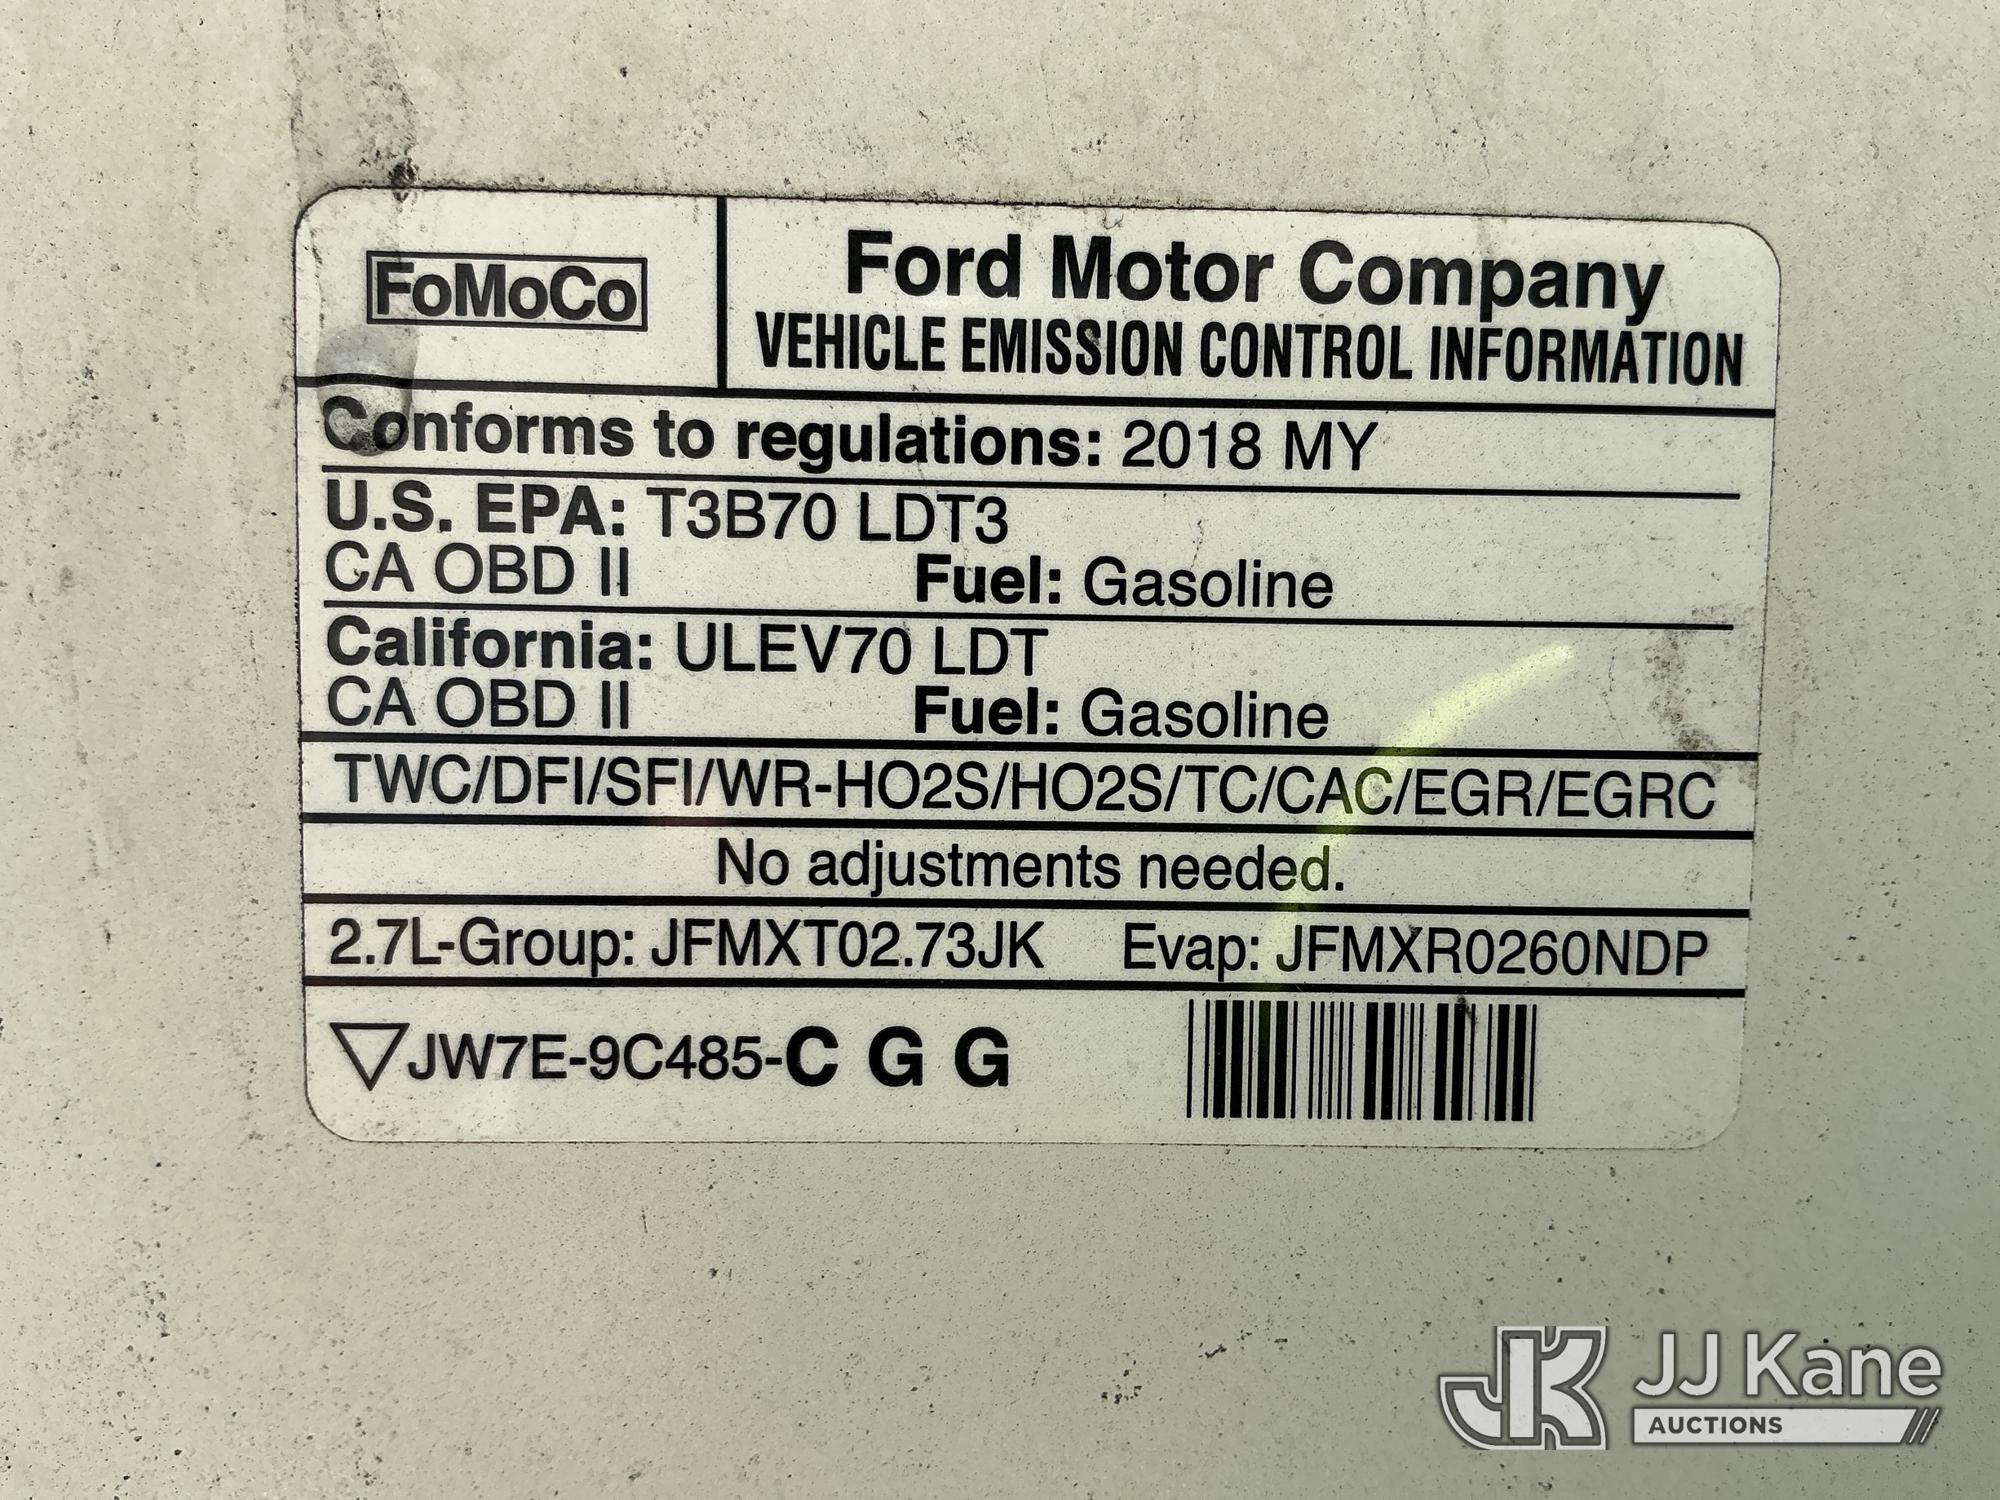 FoMoCo
Ford Motor Company
VEHICLE EMISSION CONTROL INFORMATION
Conforms to regulations: 2018 MY
U.S. EPA: T3B70 LDT3
CA OBD II Fuel: Gasoline
California: ULEV70 LDT
CA OBD II Fuel: Gasoline
TWC/DFI/SFI/WR-HO2S/HO2S/TC/CAC/EGR/EGRC
No adjustments needed.
2.7L-Group: JFMXT02.73JK Evap: JFMXR0260NDP
JW7E-9C485-C G G
JK JJ Kane
AUCTIONS